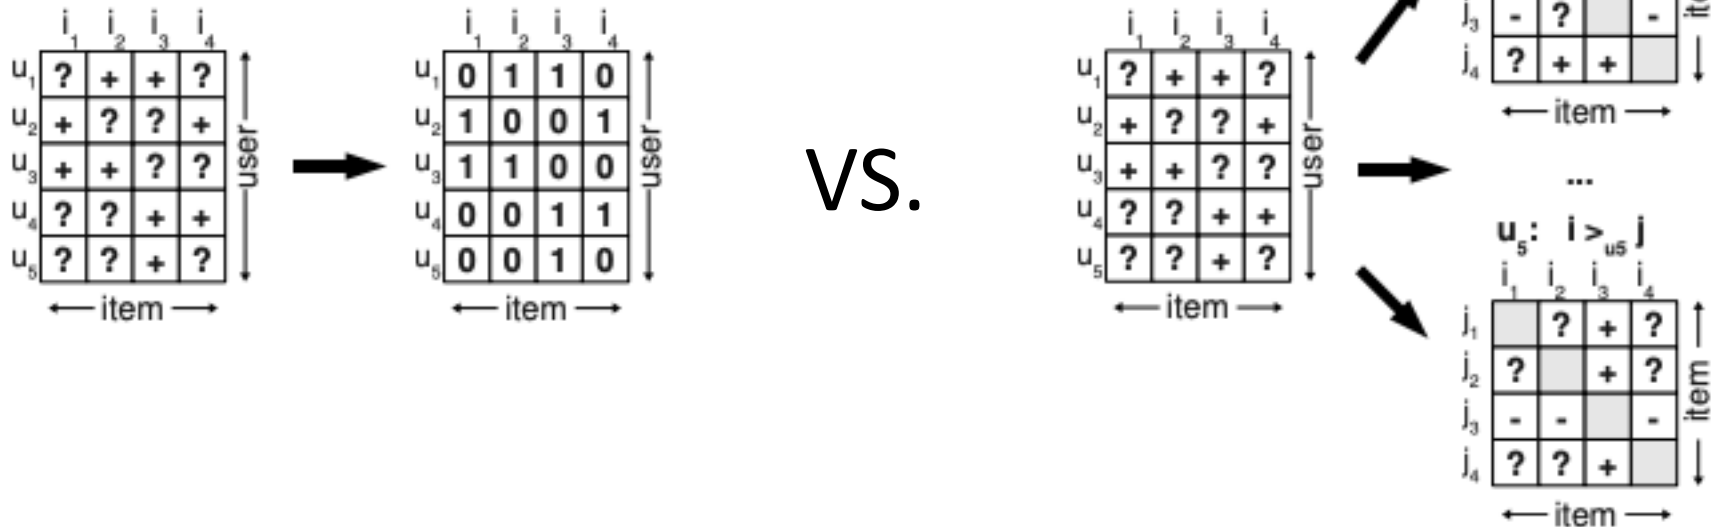 i₁ i₂ i₃ i₄
u₁ ? + + ?
u₂ + ? ? +
u₃ + + ? ?
u₄ ? ? + +
u₅ ? ? + ?
user
item
i₁ i₂ i₃ i₄
u₁ 0 1 1 0
u₂ 1 0 0 1
u₃ 1 1 0 0
u₄ 0 0 1 1
u₅ 0 0 1 0
user
item
VS.
i₁ i₂ i₃ i₄
u₁ ? + + ?
u₂ + ? ? +
u₃ + + ? ?
u₄ ? ? + +
u₅ ? ? + ?
user
item
j₃ - ? -
j₄ ? + +
item
...
u₅: i >u5 j
i₁ i₂ i₃ i₄
j₁ ? + ?
j₂ ? + ?
j₃ - - -
j₄ ? ? +
item
item